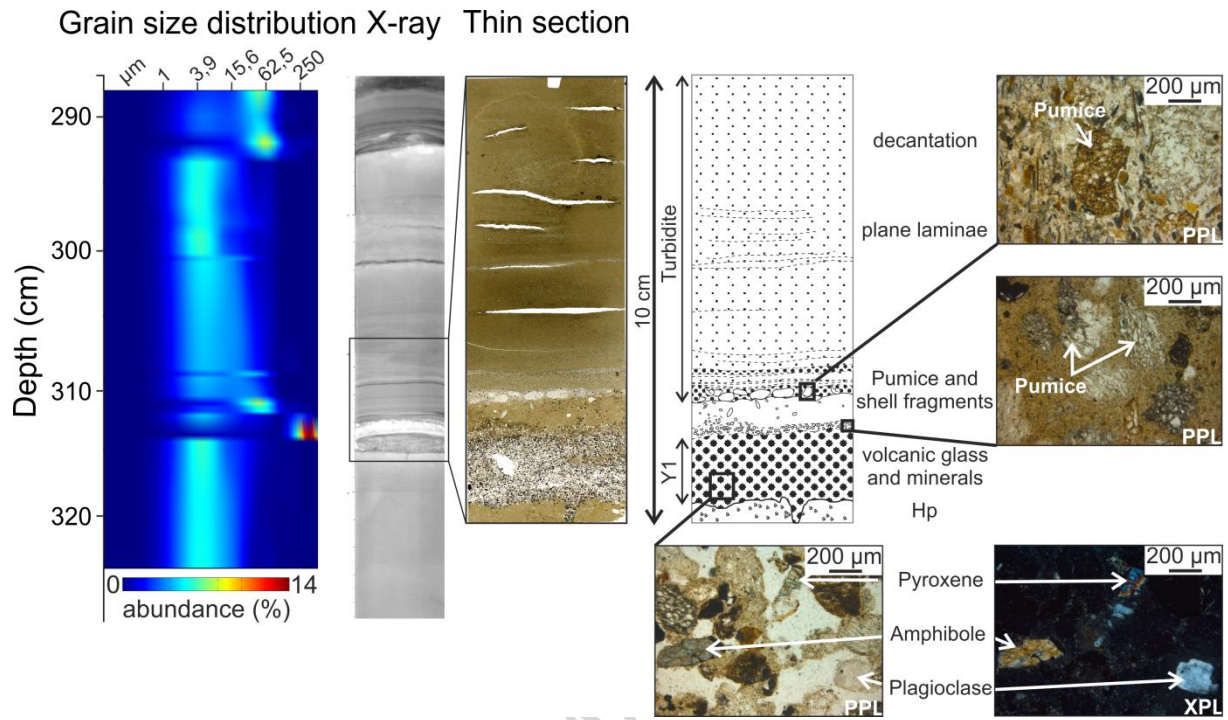 Grain size distribution X-ray Thin section
µm 1 3,9 15,6 62,5 250
290
300
310
320
Depth (cm)
0 14
abundance (%)
10 cm
Turbidite
Y1
decantation
plane laminae
Pumice and
shell fragments
volcanic glass
and minerals
Hp
200 µm
Pumice
PPL
200 µm
Pumice
PPL
200 µm
PPL
Pyroxene
Amphibole
Plagioclase
200 µm
XPL